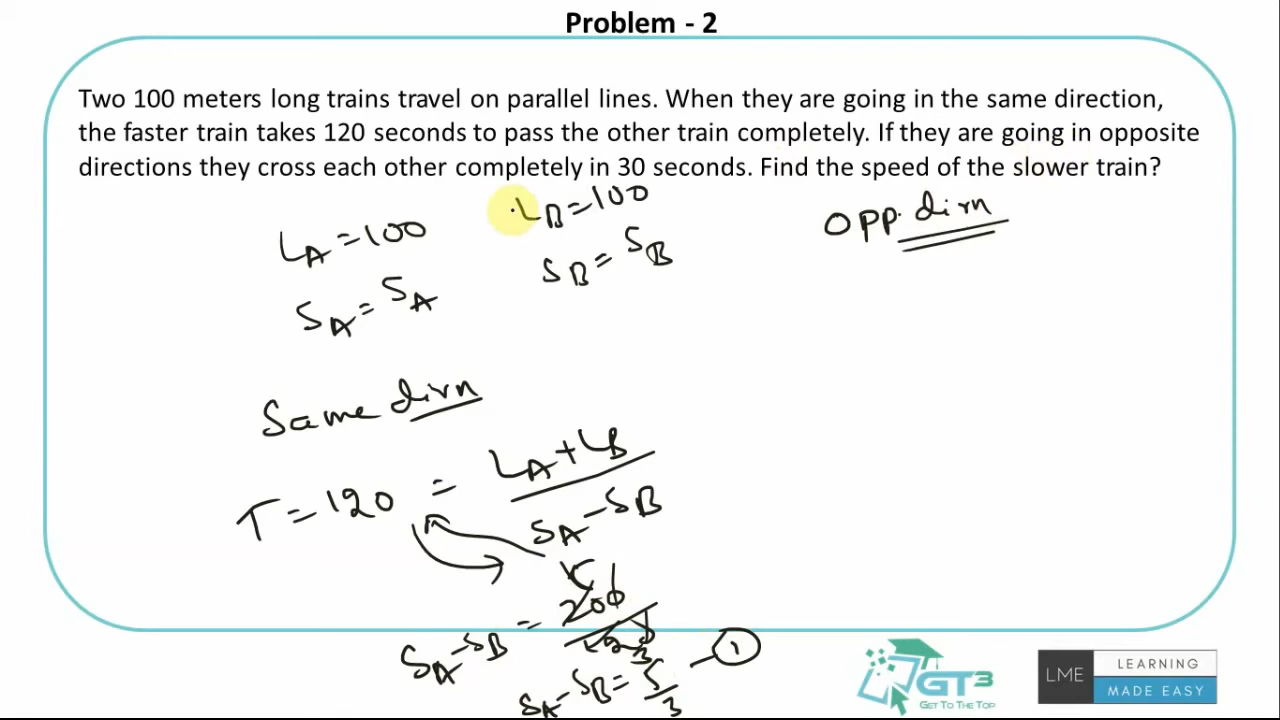 Problem - 2
Two 100 meters long trains travel on parallel lines. When they are going in the same direction,
the faster train takes 120 seconds to pass the other train completely. If they are going in opposite
directions they cross each other completely in 30 seconds. Find the speed of the slower train?
LA = 100
LB = 100
opp. dirn
SA = SA
SB = SB
Same dirn
T = 120 = LA + LB / SA - SB
SA - SB = 200 / 120
SA - SB = 5/3 - 1
GT3
GET TO THE TOP
LME
LEARNING
MADE EASY